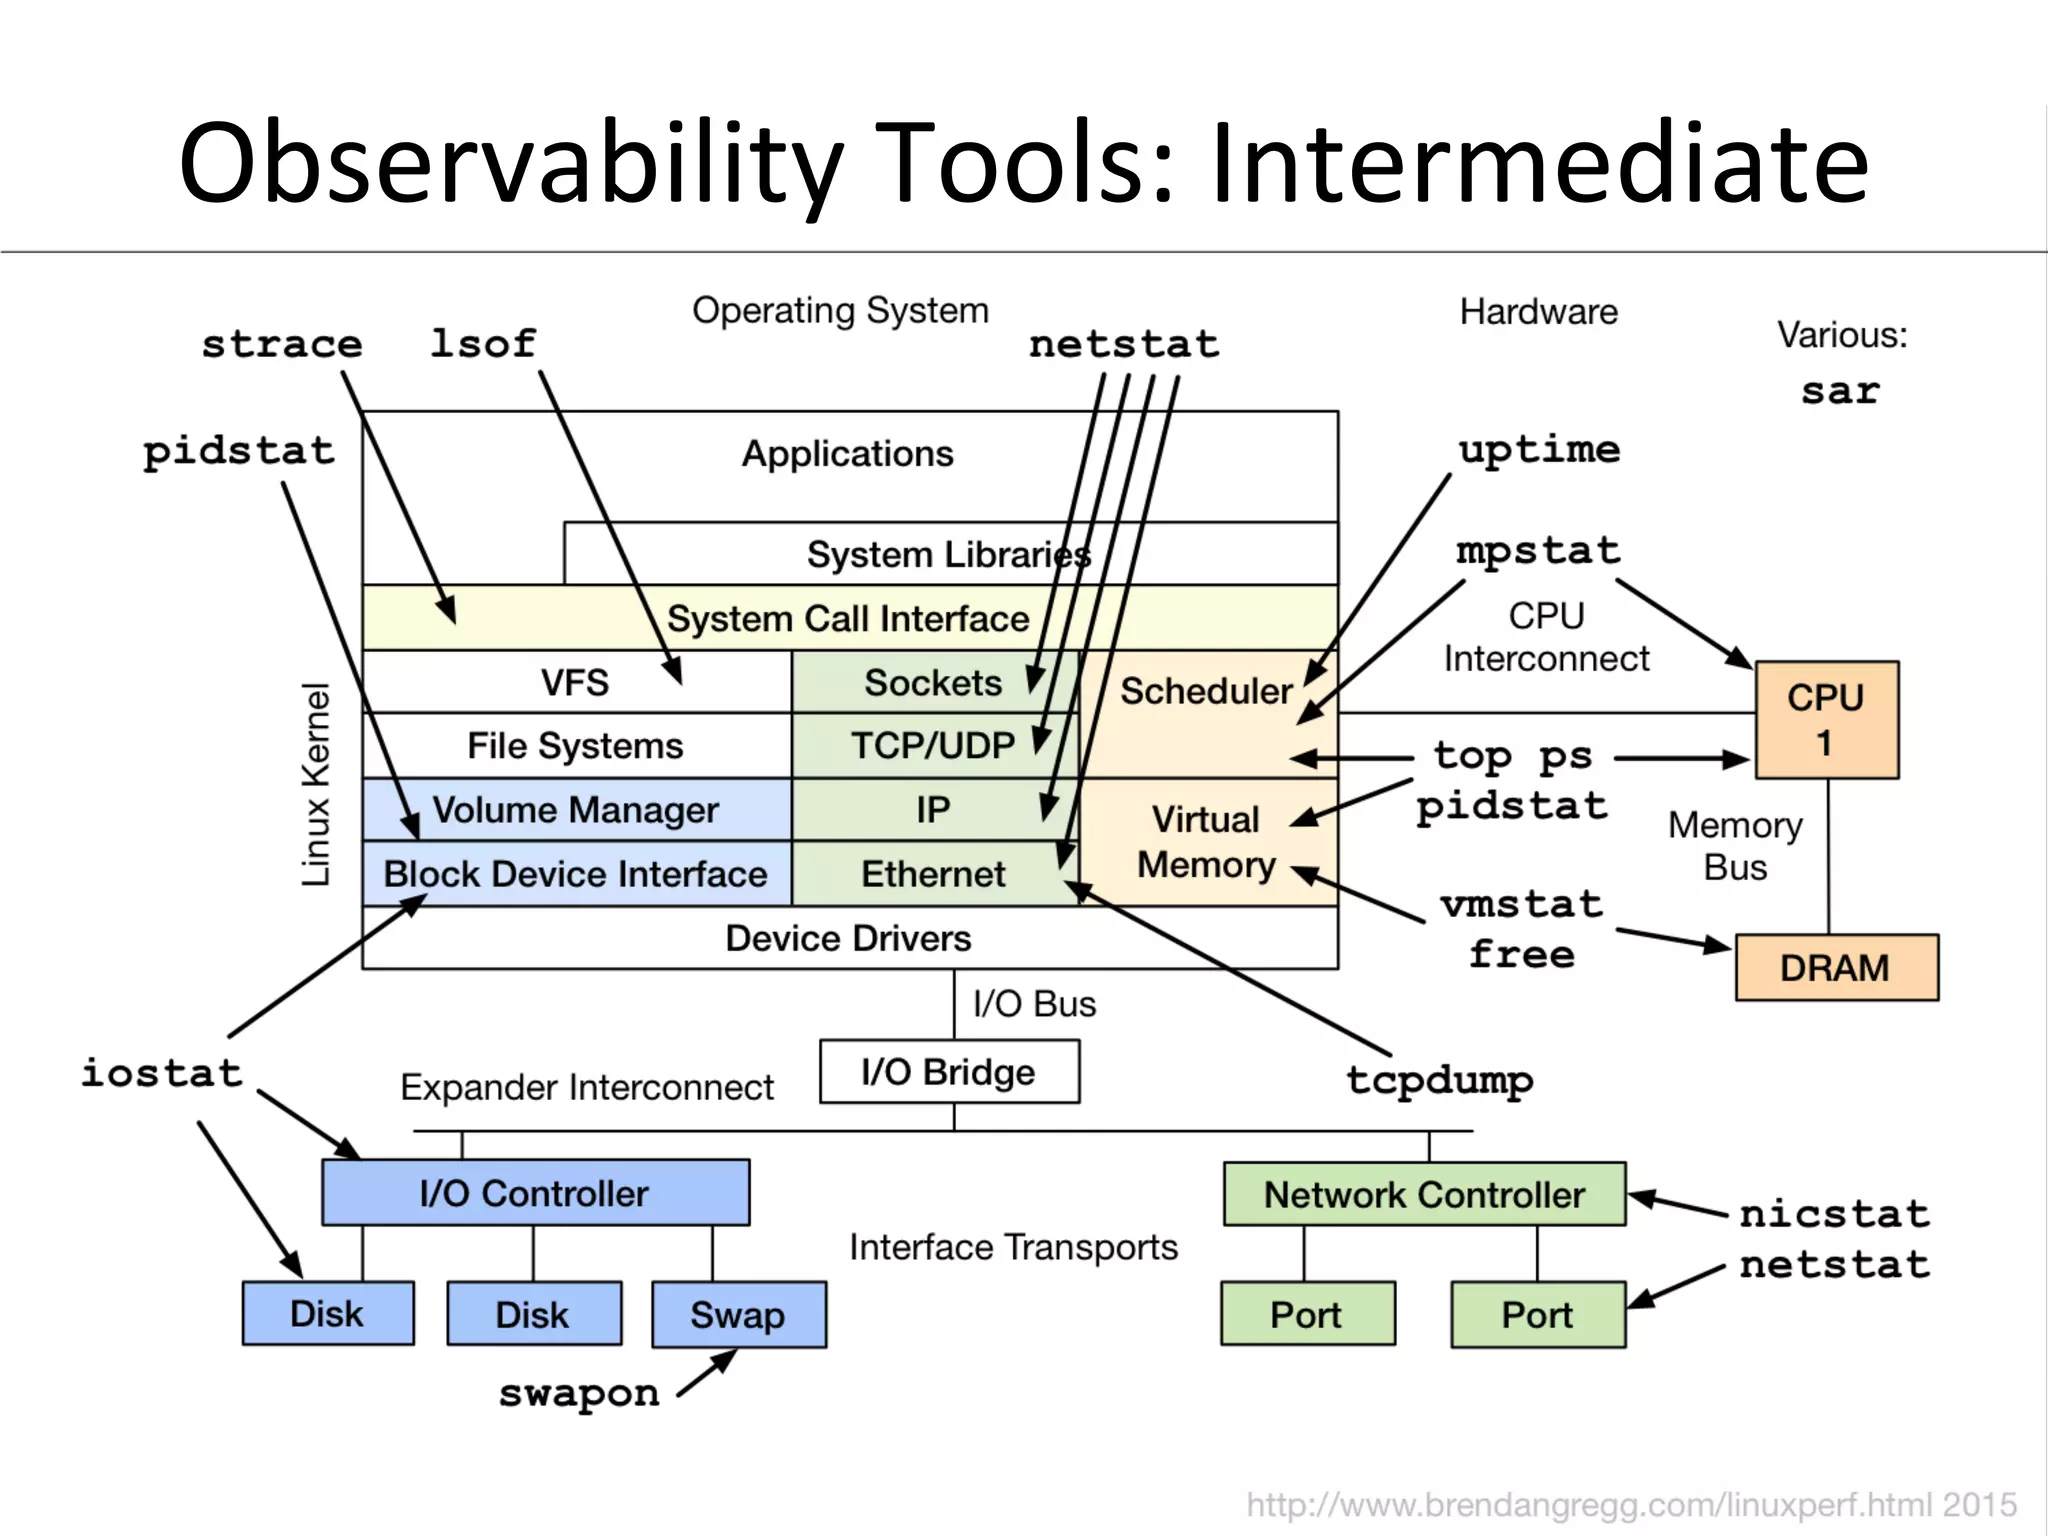 Observability Tools: Intermediate
Operating System
Hardware
Various:
strace
lsof
netstat
sar
pidstat
Applications
uptime
System Libraries
mpstat
System Call Interface
CPU
Interconnect
Linux Kernel
VFS
Sockets
Scheduler
CPU
1
File Systems
TCP/UDP
top ps
pidstat
Volume Manager
IP
Virtual
Memory
Memory
Bus
Block Device Interface
Ethernet
vmstat
free
Device Drivers
DRAM
I/O Bus
iostat
Expander Interconnect
I/O Bridge
tcpdump
I/O Controller
Network Controller
nicstat
netstat
Interface Transports
Disk
Disk
Swap
Port
Port
swapon
http://www.brendangregg.com/linuxperf.html 2015